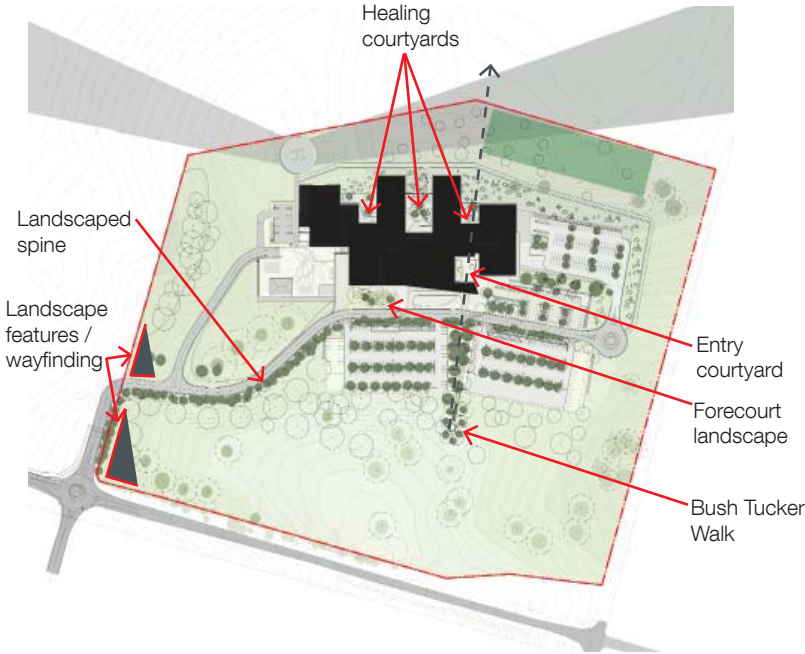 Healing
courtyards
Landscaped
spine
Landscape
features /
wayfinding
Entry
courtyard
Forecourt
landscape
Bush Tucker
Walk